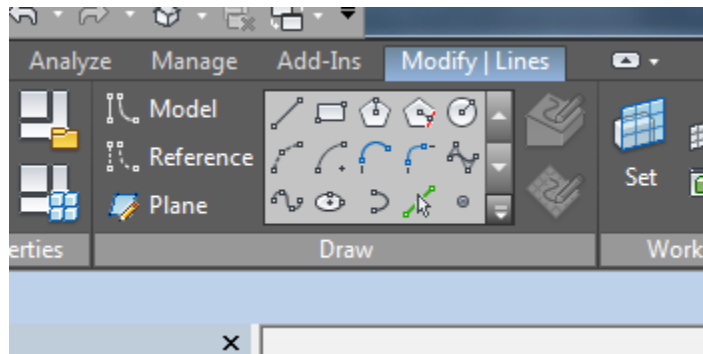 Analyze Manage Add-Ins Modify | Lines
Model
Reference
Plane
Set
erties Draw Work